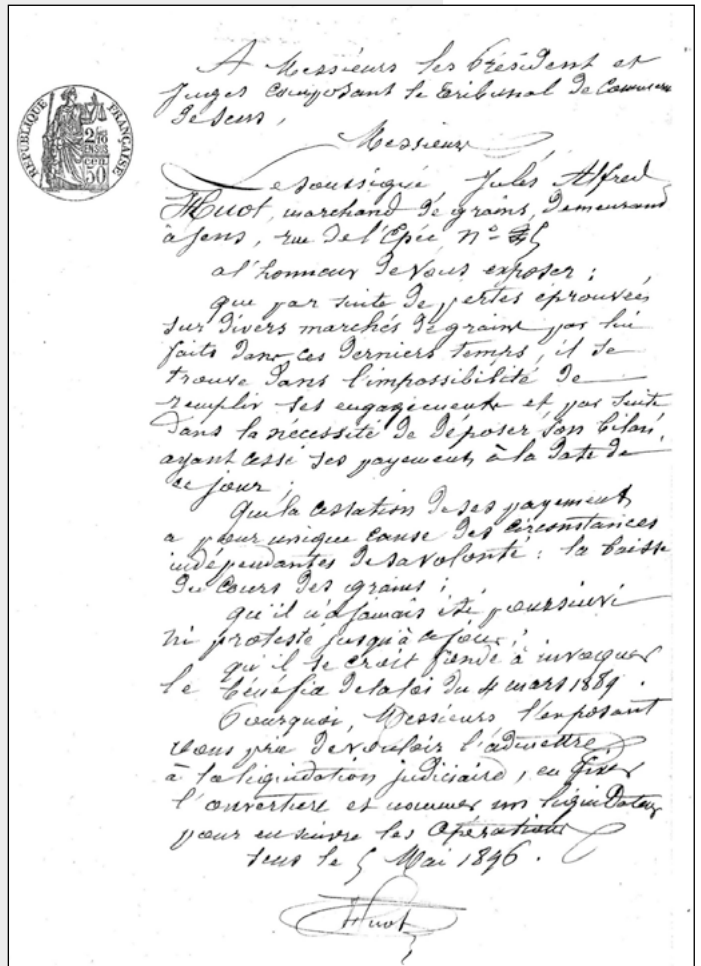 A Messieurs les Président et
Juges composant le Tribunal de Commerce
de Sens,
Messieurs
Le soussigné, Jules Alfred
Huot, marchand de grains, demeurant
à Sens, rue de l'Epée, n°
a l'honneur de vous exposer :
que par suite de pertes éprouvées
sur divers marchés de grains par lui
faits dans ces derniers temps, il se
trouve dans l'impossibilité de
remplir ses engagements et par suite
dans la nécessité de déposer son bilan,
ayant cessé ses payements à la date de
ce jour ;
Que la cessation de ses payements
a pour unique cause des circonstances
indépendantes de sa volonté : la baisse
du cours des grains ;
qu'il n'a jamais été poursuivi
ni protesté jusqu'à ce jour ;
qu'il se croit fondé à invoquer
le bénéfice de la loi du 4 mars 1889.
Pourquoi, Messieurs l'exposant
vous prie de vouloir l'admettre
à la liquidation judiciaire, en fixer
l'ouverture et nommer un liquidateur
pour en suivre les opérations
Sens le 5 Mai 1896.
Huot
RÉPUBLIQUE FRANÇAISE
50